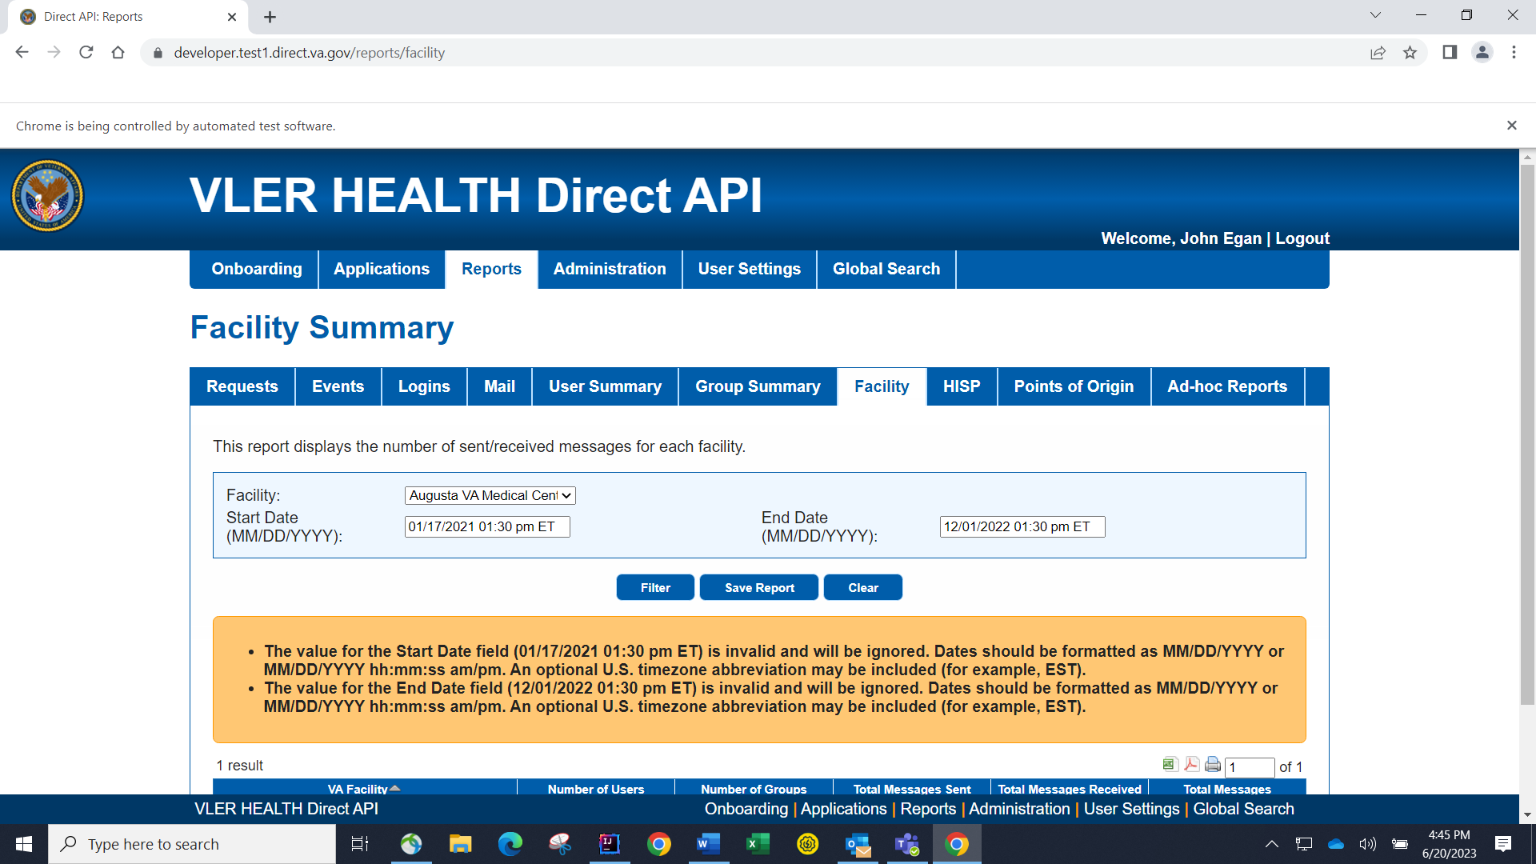 Direct API: Reports
developer.test1.direct.va.gov/reports/facility
Chrome is being controlled by automated test software.
VLER HEALTH Direct API
Welcome, John Egan | Logout
Onboarding Applications Reports Administration User Settings Global Search
Facility Summary
Requests Events Logins Mail User Summary Group Summary Facility HISP Points of Origin Ad-hoc Reports
This report displays the number of sent/received messages for each facility.
Facility: Augusta VA Medical Cent
Start Date
(MM/DD/YYYY): 01/17/2021 01:30 pm ET
End Date
(MM/DD/YYYY): 12/01/2022 01:30 pm ET
Filter Save Report Clear
• The value for the Start Date field (01/17/2021 01:30 pm ET) is invalid and will be ignored. Dates should be formatted as MM/DD/YYYY or
MM/DD/YYYY hh:mm:ss am/pm. An optional U.S. timezone abbreviation may be included (for example, EST).
• The value for the End Date field (12/01/2022 01:30 pm ET) is invalid and will be ignored. Dates should be formatted as MM/DD/YYYY or
MM/DD/YYYY hh:mm:ss am/pm. An optional U.S. timezone abbreviation may be included (for example, EST).
1 result
1 of 1
VA Facility Number of Users Number of Groups Total Messages Sent Total Messages Received Total Messages
VLER HEALTH Direct API
Onboarding | Applications | Reports | Administration | User Settings | Global Search
Type here to search
4:45 PM
6/20/2023